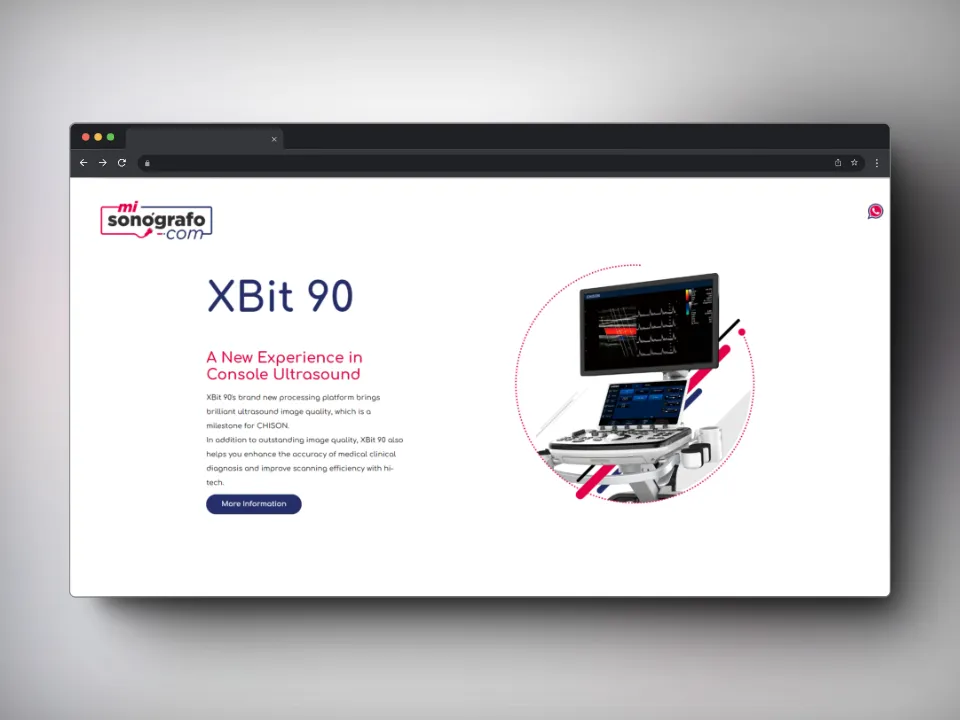 mi
sonógrafo
.com
XBit 90
A New Experience in
Console Ultrasound
XBit 90's brand new processing platform brings
brilliant ultrasound image quality, which is a
milestone for CHISON.
In addition to outstanding image quality, XBit 90 also
helps you enhance the accuracy of medical clinical
diagnosis and improve scanning efficiency with hi-
tech.
More Information
CHISON